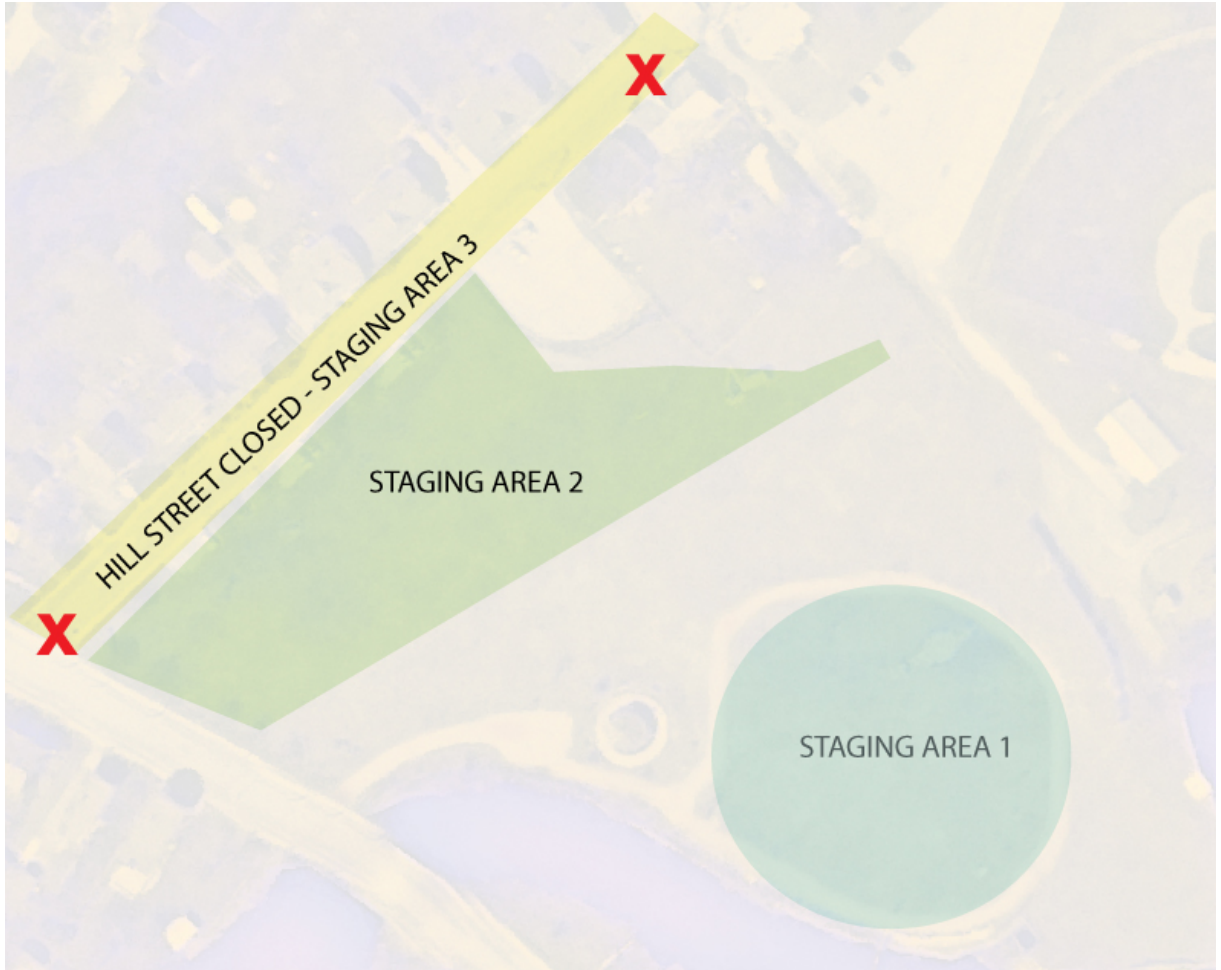 X
HILL STREET CLOSED - STAGING AREA 3
STAGING AREA 2
X
STAGING AREA 1